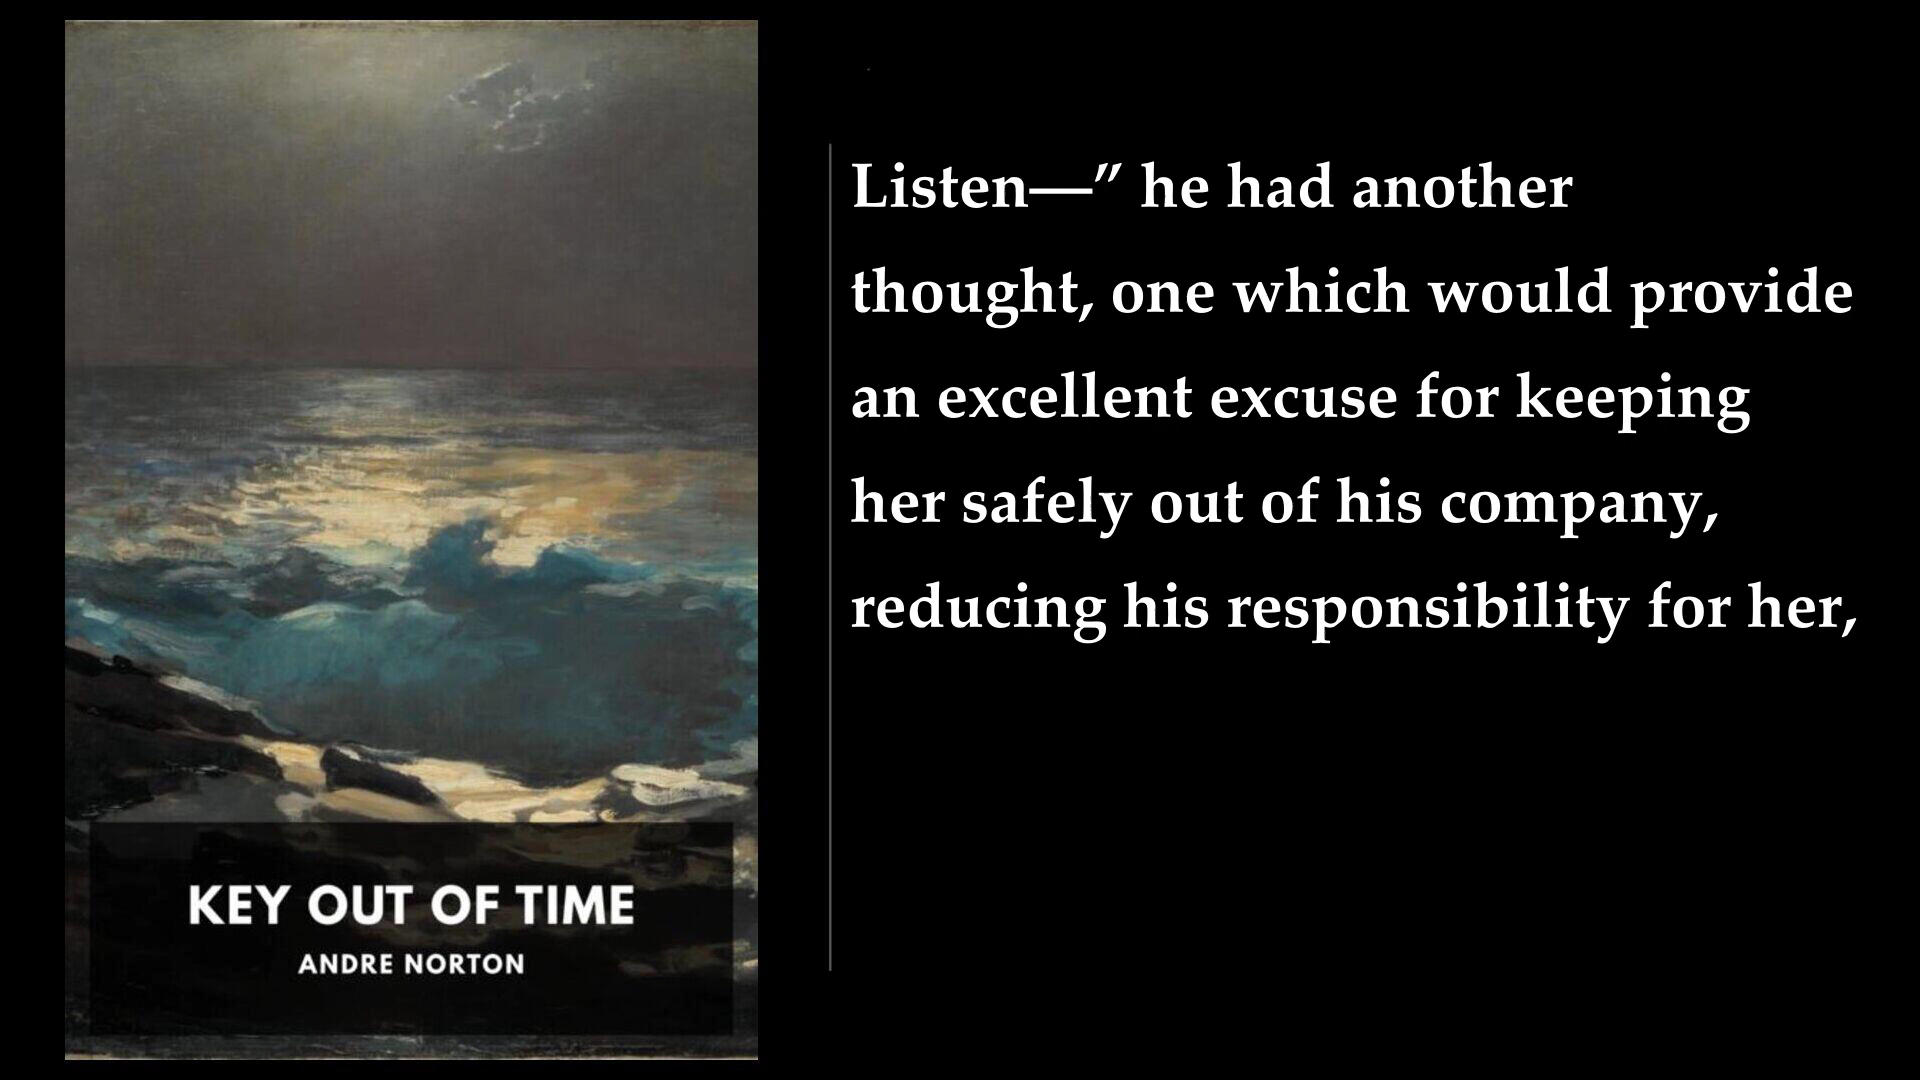 Listen—” he had another
thought, one which would provide
an excellent excuse for keeping
her safely out of his company,
reducing his responsibility for her,
KEY OUT OF TIME
ANDRE NORTON